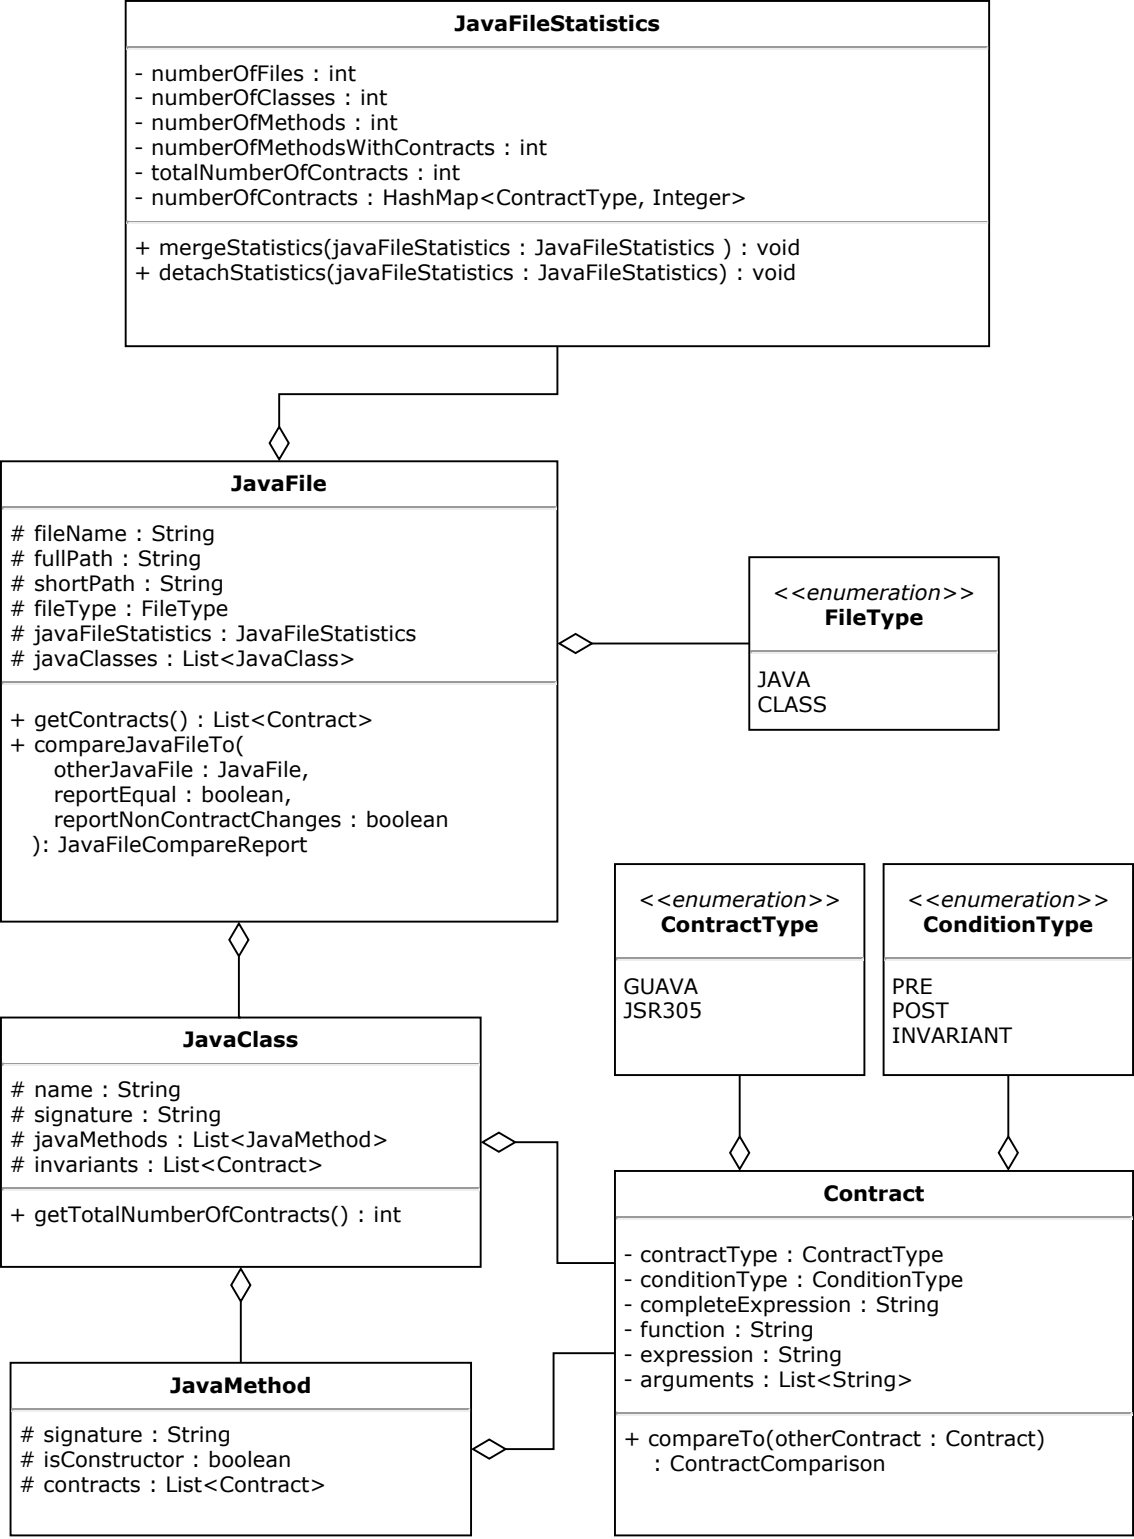 JavaFileStatistics
- numberOfFiles : int
- numberOfClasses : int
- numberOfMethods : int
- numberOfMethodsWithContracts : int
- totalNumberOfContracts : int
- numberOfContracts : HashMap<ContractType, Integer>
+ mergeStatistics(javaFileStatistics : JavaFileStatistics ) : void
+ detachStatistics(javaFileStatistics : JavaFileStatistics) : void
JavaFile
# fileName : String
# fullPath : String
# shortPath : String
# fileType : FileType
# javaFileStatistics : JavaFileStatistics
# javaClasses : List<JavaClass>
+ getContracts() : List<Contract>
+ compareJavaFileTo(
otherJavaFile : JavaFile,
reportEqual : boolean,
reportNonContractChanges : boolean
): JavaFileCompareReport
<<enumeration>>
FileType
JAVA
CLASS
<<enumeration>>
ContractType
GUAVA
JSR305
<<enumeration>>
ConditionType
PRE
POST
INVARIANT
JavaClass
# name : String
# signature : String
# javaMethods : List<JavaMethod>
# invariants : List<Contract>
+ getTotalNumberOfContracts() : int
Contract
- contractType : ContractType
- conditionType : ConditionType
- completeExpression : String
- function : String
- expression : String
- arguments : List<String>
+ compareTo(otherContract : Contract)
: ContractComparison
JavaMethod
# signature : String
# isConstructor : boolean
# contracts : List<Contract>